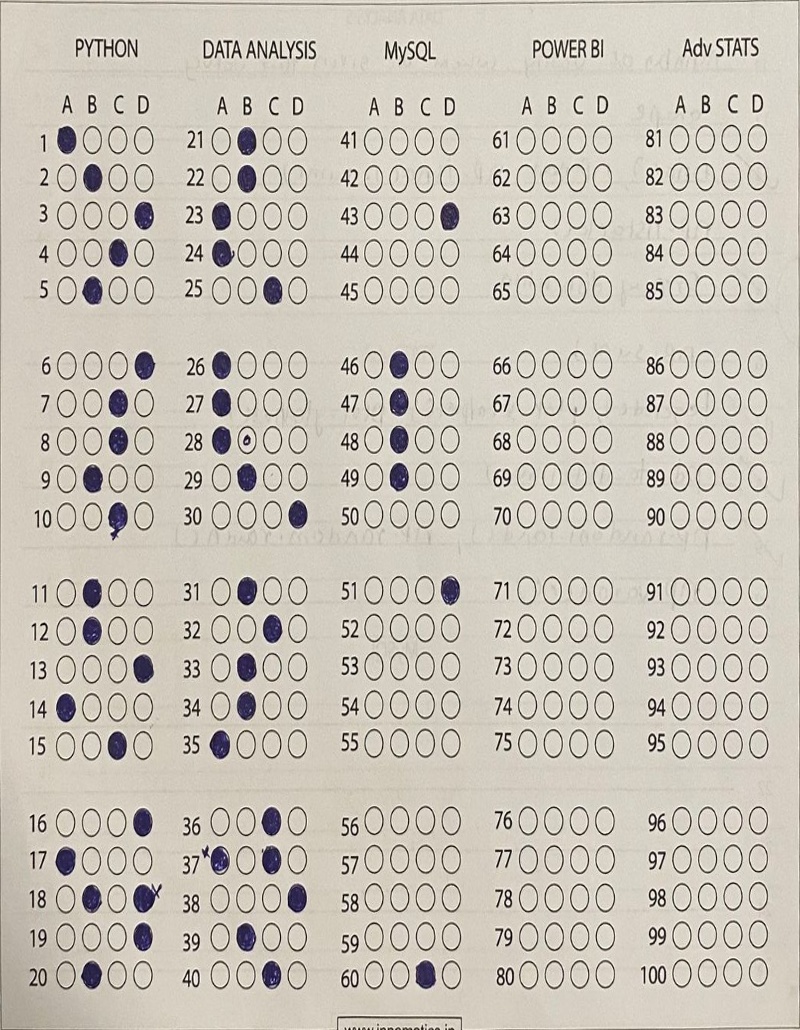 PYTHON DATA ANALYSIS MySQL POWER BI Adv STATS
A B C D A B C D A B C D A B C D A B C D
1 21 41 61 81
2 22 42 62 82
3 23 43 63 83
4 24 44 64 84
5 25 45 65 85
6 26 46 66 86
7 27 47 67 87
8 28 48 68 88
9 29 49 69 89
10 30 50 70 90
11 31 51 71 91
12 32 52 72 92
13 33 53 73 93
14 34 54 74 94
15 35 55 75 95
16 36 56 76 96
17 37 57 77 97
18 38 58 78 98
19 39 59 79 99
20 40 60 80 100